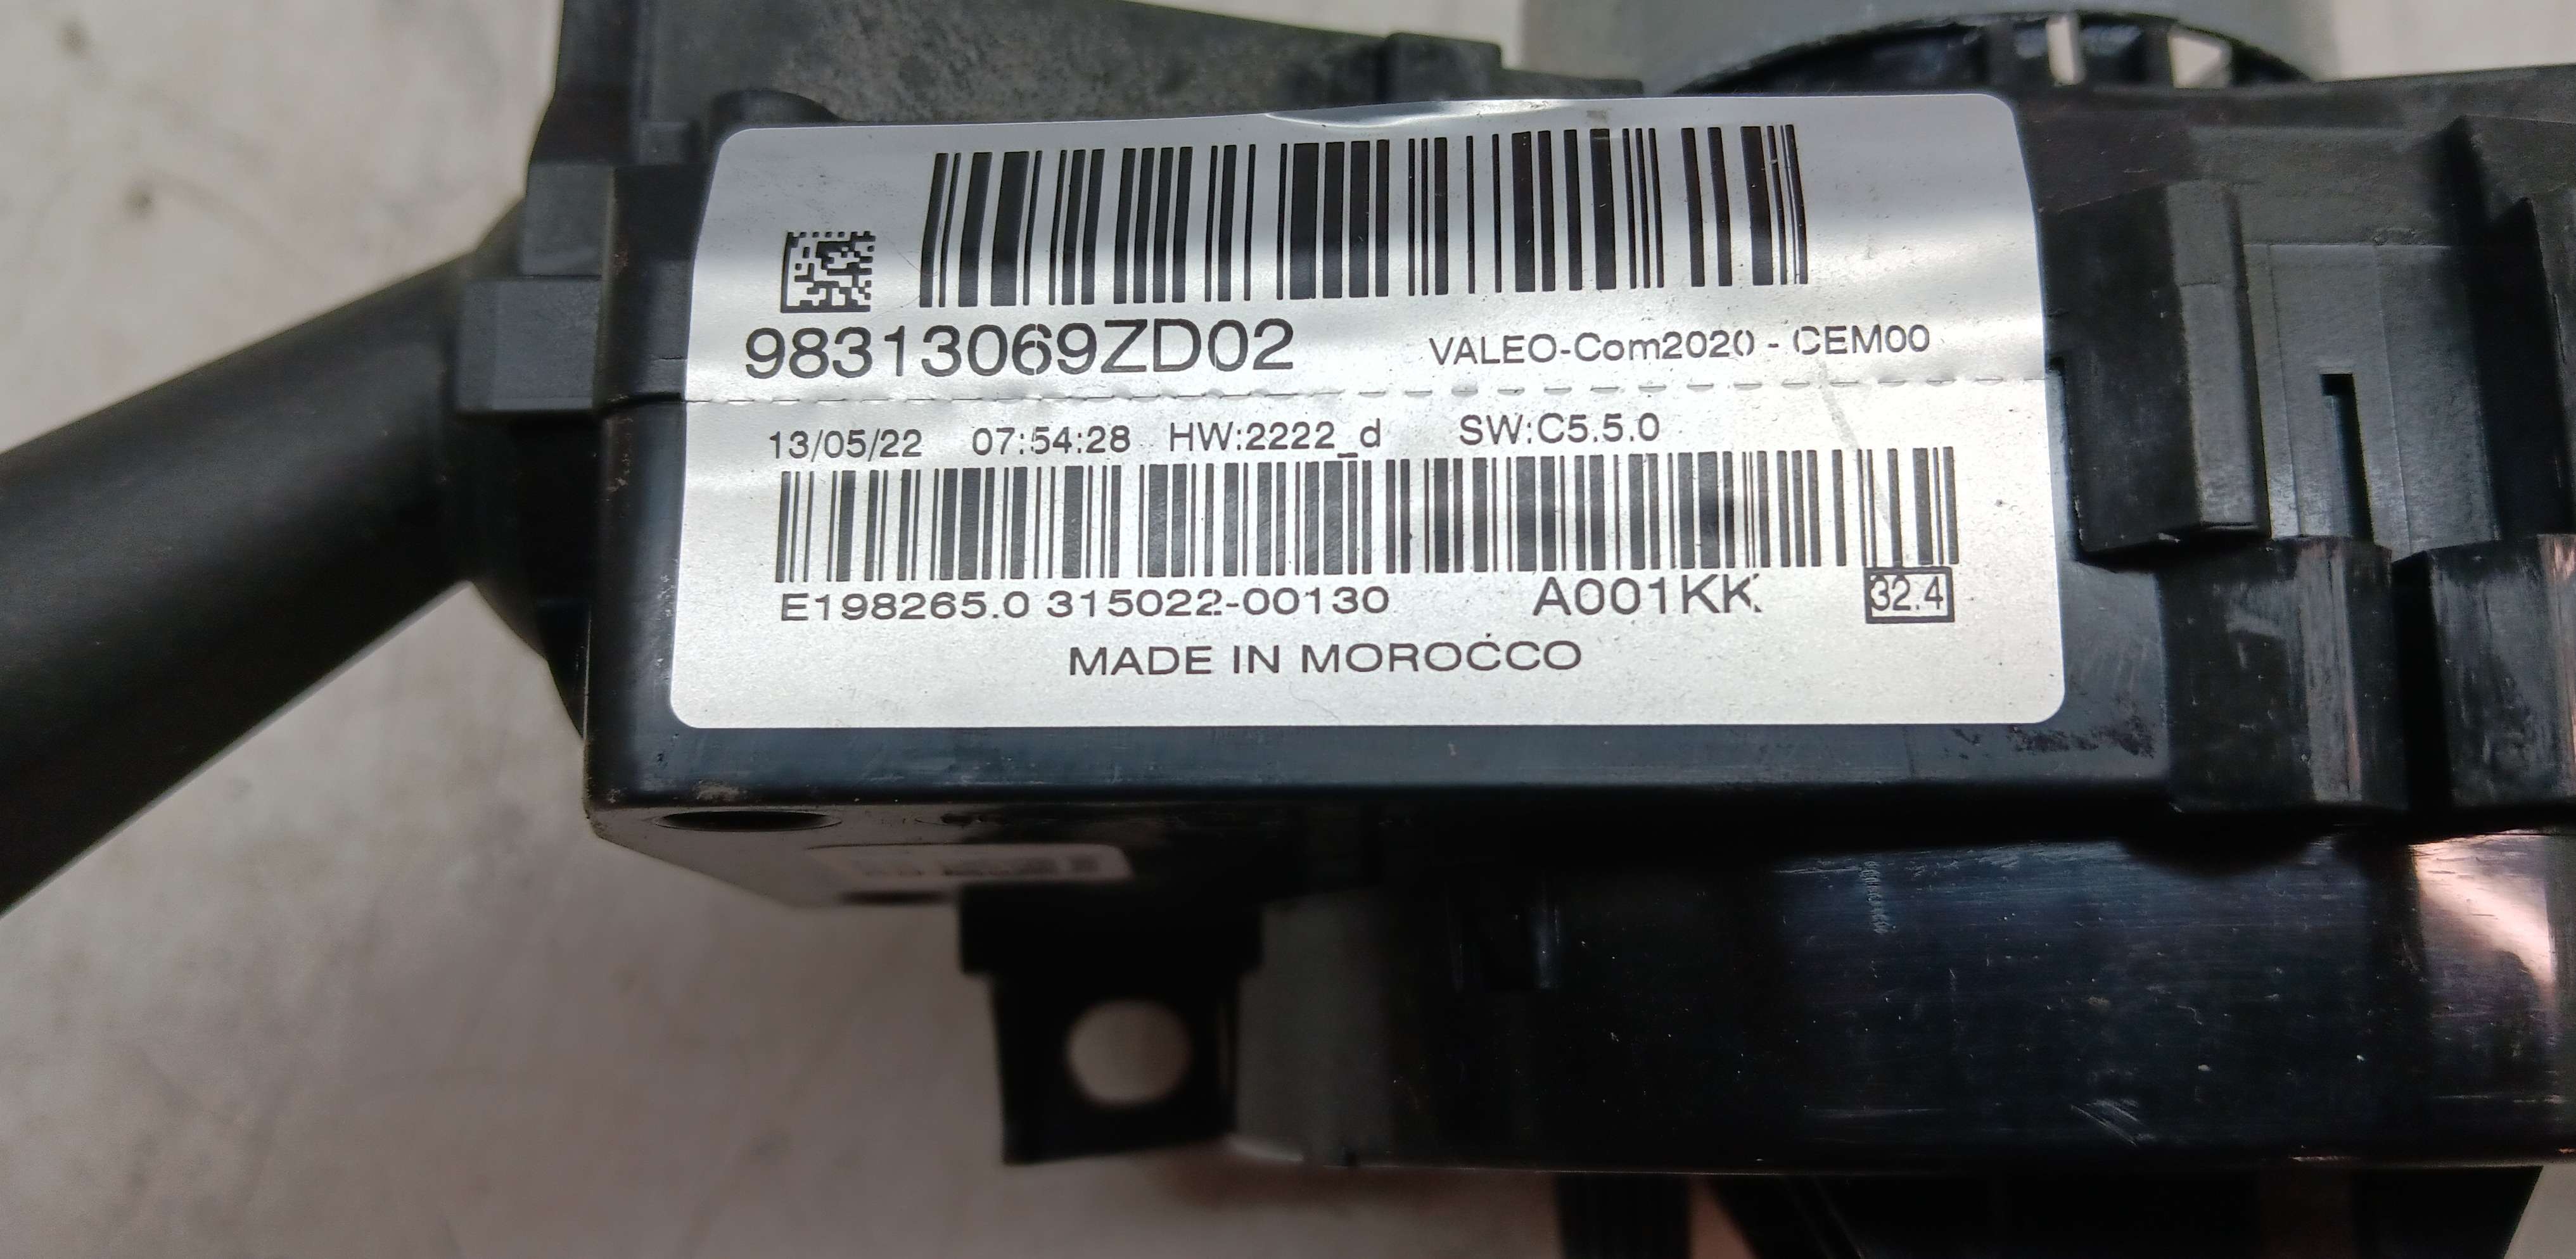 98313069ZD02 VALEO-Com2020 - CEM00
13/05/22 07:54:28 HW:2222_d SW:C5.5.0
E198265.0 315022-00130 A001KK 32.4
MADE IN MOROCCO